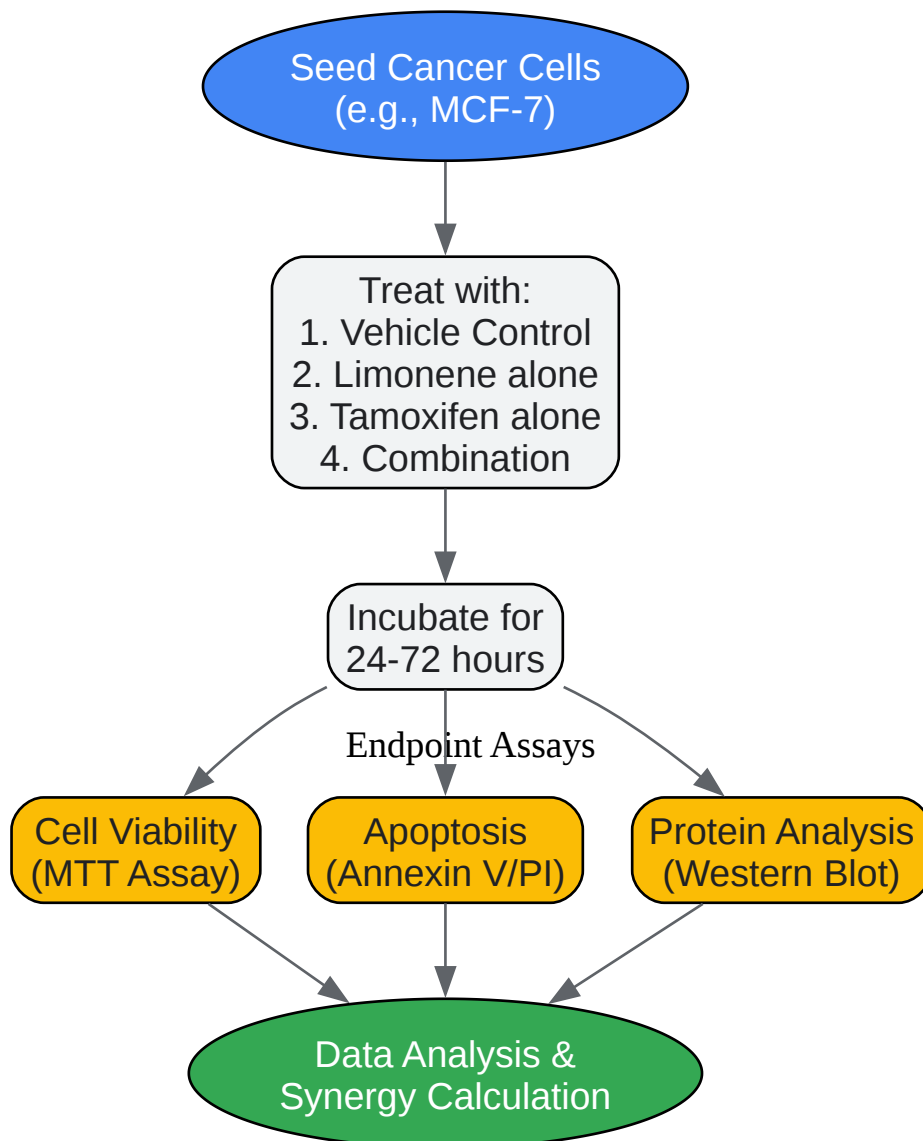 Seed Cancer Cells
(e.g., MCF-7)
Treat with:
1. Vehicle Control
2. Limonene alone
3. Tamoxifen alone
4. Combination
Incubate for
24-72 hours
Endpoint Assays
Cell Viability
(MTT Assay)
Apoptosis
(Annexin V/PI)
Protein Analysis
(Western Blot)
Data Analysis &
Synergy Calculation